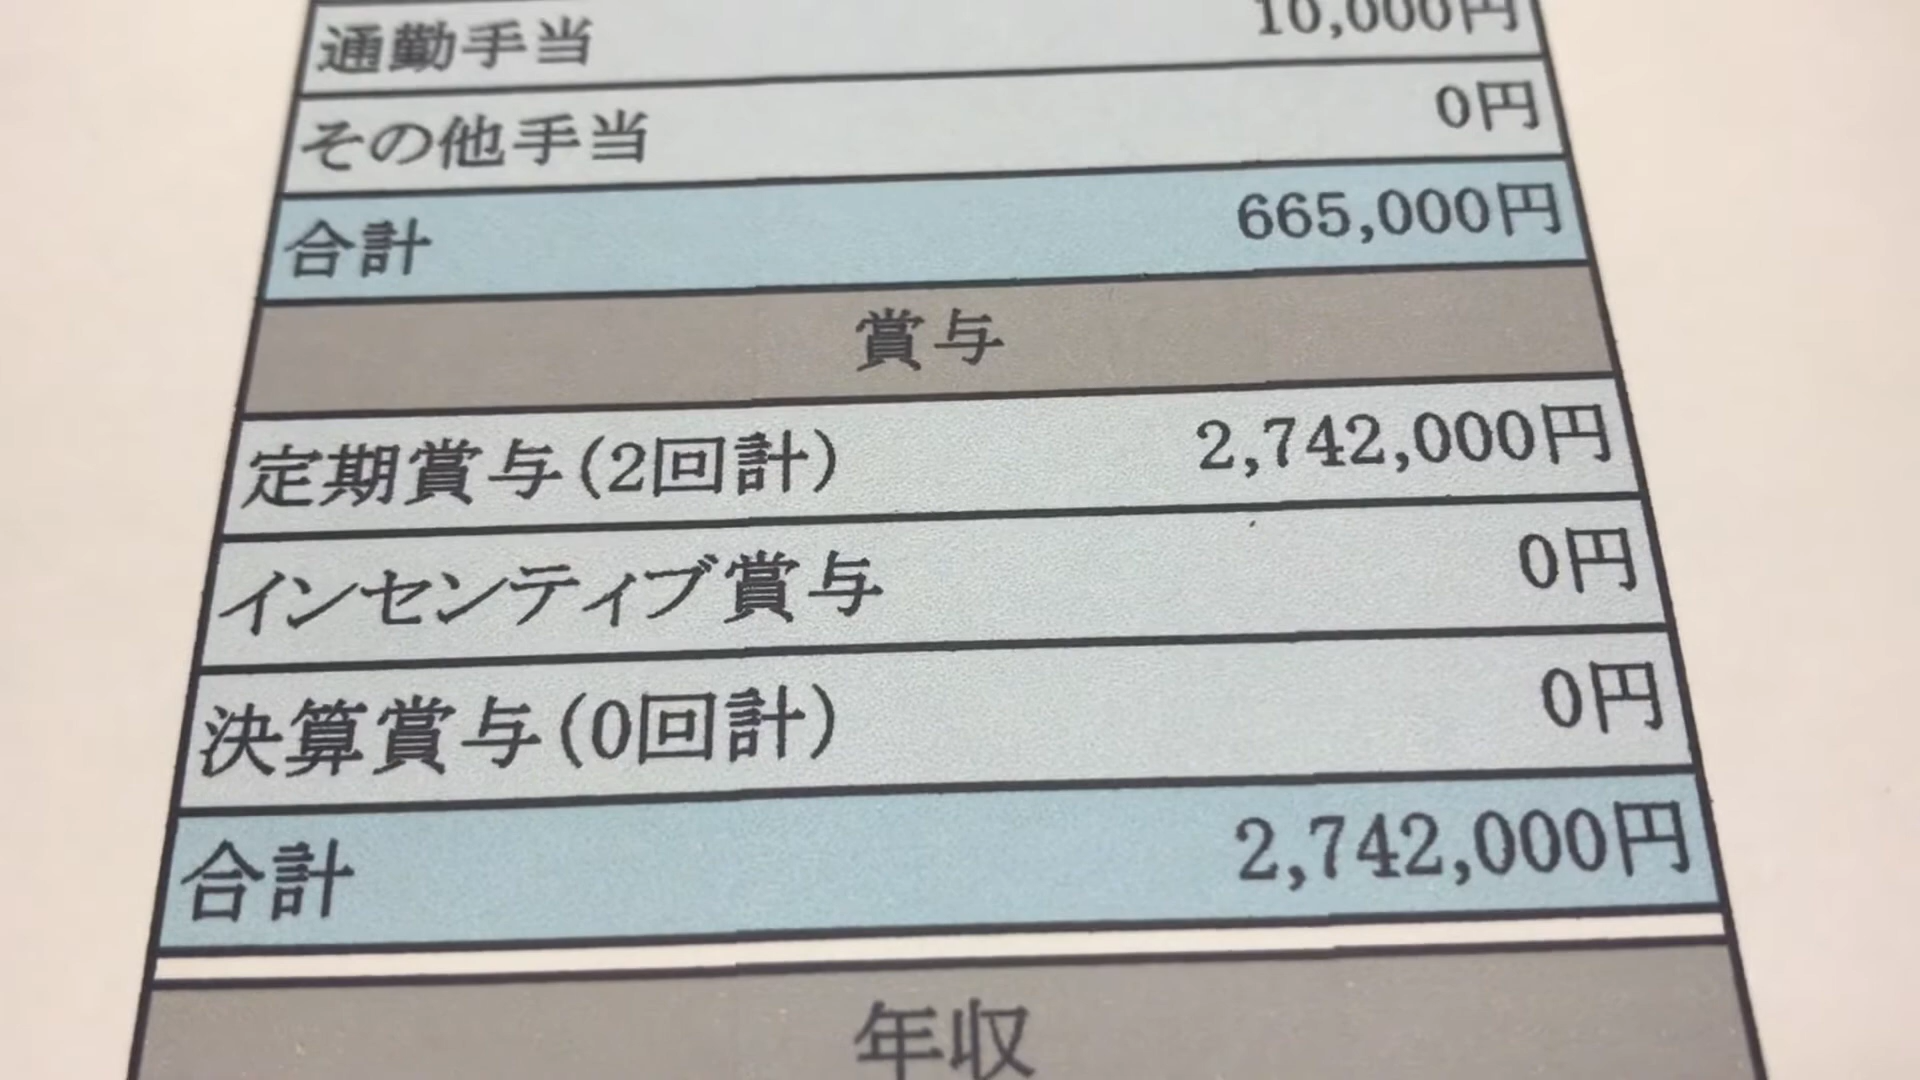 通勤手当 10,000円
その他手当 0円
合計 665,000円
賞与
定期賞与(2回計) 2,742,000円
インセンティブ賞与 0円
決算賞与(0回計) 0円
合計 2,742,000円
年収